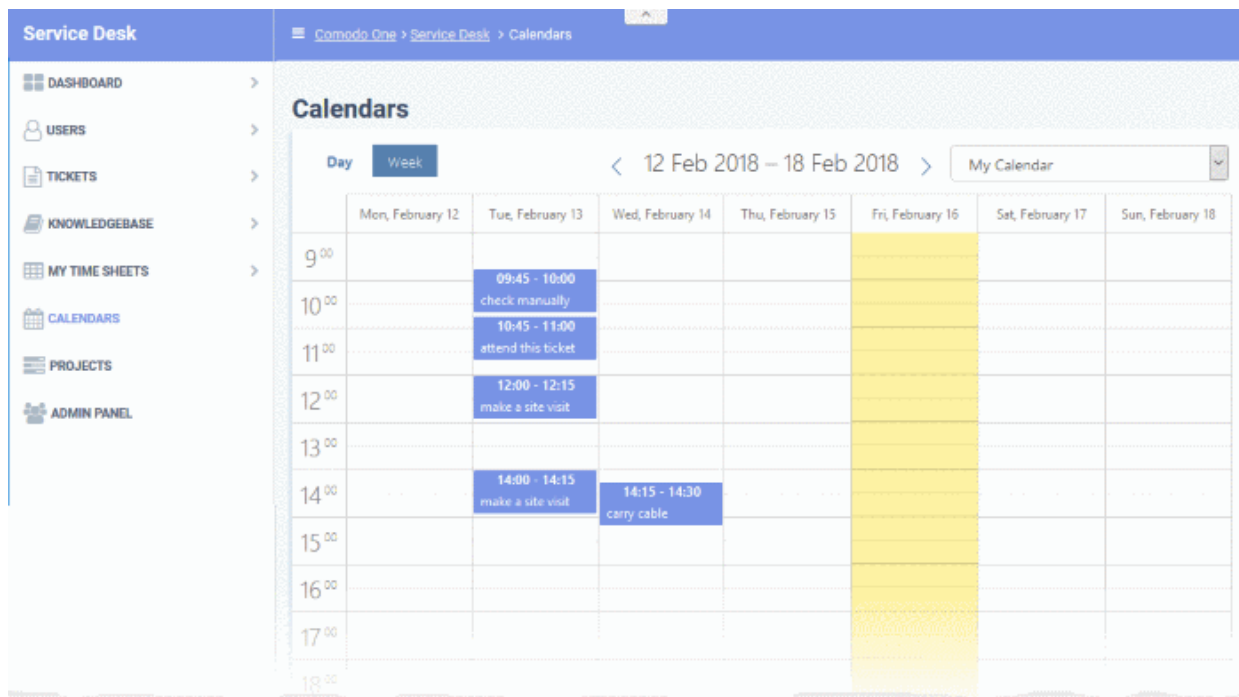 Service Desk
Comodo One > Service Desk > Calendars
DASHBOARD
USERS
TICKETS
KNOWLEDGEBASE
MY TIME SHEETS
CALENDARS
PROJECTS
ADMIN PANEL
Calendars
Day Week 12 Feb 2018 – 18 Feb 2018 My Calendar
Mon, February 12 Tue, February 13 Wed, February 14 Thu, February 15 Fri, February 16 Sat, February 17 Sun, February 18
9 00
09:45 - 10:00
check manually
10 00
10:45 - 11:00
attend this ticket
11 00
12:00 - 12:15
make a site visit
12 00
13 00
14:00 - 14:15
make a site visit
14:15 - 14:30
carry cable
14 00
15 00
16 00
17 00
18 00